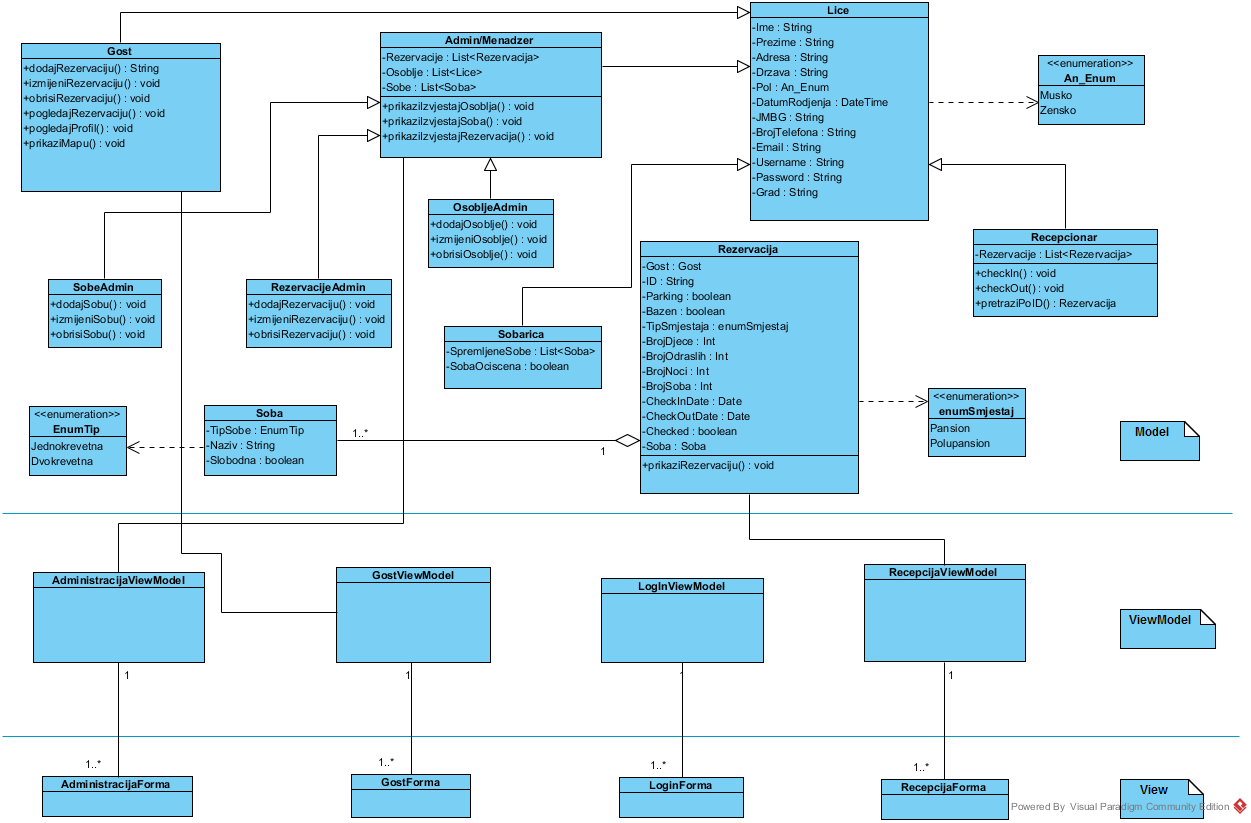 Lice
-Ime : String
-Prezime : String
-Adresa : String
-Drzava : String
-Pol : An_Enum
-DatumRodjenja : DateTime
-JMBG : String
-BrojTelefona : String
-Email : String
-Username : String
-Password : String
-Grad : String
Gost
+dodajRezervaciju() : String
+izmijeniRezervaciju() : void
+obrisiRezervaciju() : void
+pogledajRezervaciju() : void
+pogledajProfil() : void
+prikaziMapu() : void
Admin/Menadzer
-Rezervacije : List<Rezervacija>
-Osoblje : List<Lice>
-Sobe : List<Soba>
+prikaziIzvjestajOsoblja() : void
+prikaziIzvjestajSoba() : void
+prikaziIzvjestajRezervacija() : void
<<enumeration>>
An_Enum
Musko
Zensko
OsobljeAdmin
+dodajOsoblje() : void
+izmijeniOsoblje() : void
+obrisiOsoblje() : void
Recepcionar
-Rezervacije : List<Rezervacija>
+checkIn() : void
+checkOut() : void
+pretraziPoID() : Rezervacija
SobeAdmin
+dodajSobu() : void
+izmijeniSobu() : void
+obrisiSobu() : void
RezervacijeAdmin
+dodajRezervaciju() : void
+izmijeniRezervaciju() : void
+obrisiRezervaciju() : void
Rezervacija
-Gost : Gost
-ID : String
-Parking : boolean
-Bazen : boolean
-TipSmjestaja : enumSmjestaj
-BrojDjece : Int
-BrojOdraslih : Int
-BrojNoci : Int
-BrojSoba : Int
-CheckInDate : Date
-CheckOutDate : Date
-Checked : boolean
-Soba : Soba
+prikaziRezervaciju() : void
Sobarica
-SpremljeneSobe : List<Soba>
-SobaOciscena : boolean
<<enumeration>>
EnumTip
Jednokrevetna
Dvokrevetna
Soba
-TipSobe : EnumTip
-Naziv : String
-Slobodna : boolean
1..*
1
<<enumeration>>
enumSmjestaj
Pansion
Polupansion
Model
AdministracijaViewModel
GostViewModel
LogInViewModel
RecepcijaViewModel
ViewModel
1
1
1
1
1..*
1..*
1..*
1..*
AdministracijaForma
GostForma
LoginForma
RecepcijaForma
View
Powered By Visual Paradigm Community Edition